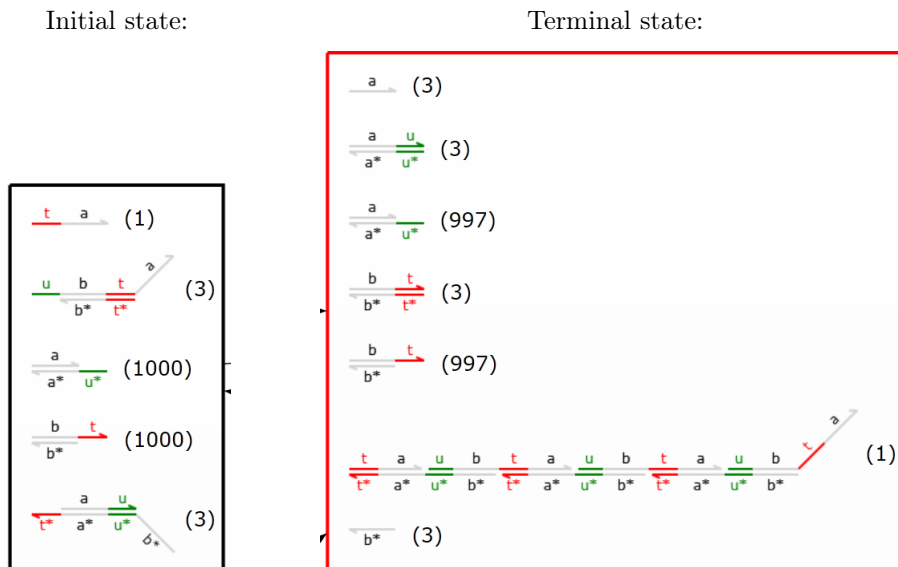 Initial state:
t a (1)
u b t a (3)
b* t*
a (1000)
a* u*
b t (1000)
b*
a u (3)
t* a* u* b*
Terminal state:
a (3)
a u (3)
a* u*
a (997)
a* u*
b t (3)
b* t*
b t (997)
b*
t a u b t a u b t a u b t a (1)
t* a* u* b* t* a* u* b* t* a* u* b*
b* (3)